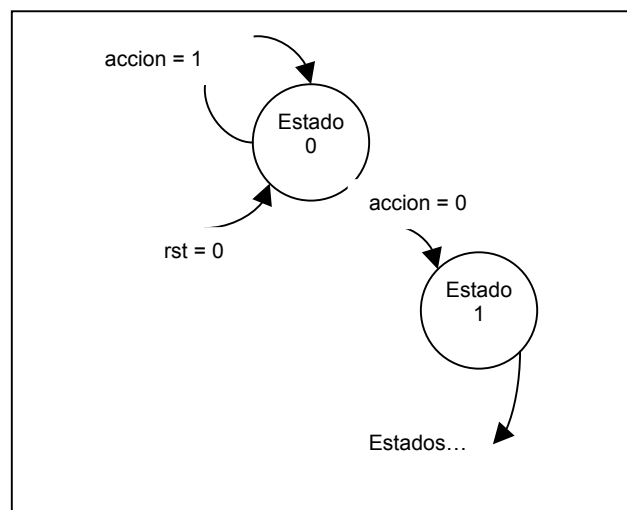 accion = 1
Estado
0
accion = 0
rst = 0
Estado
1
Estados...